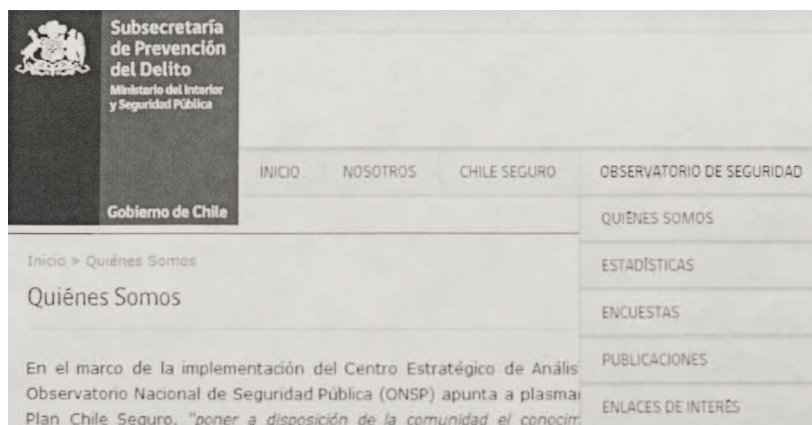 Subsecretaría
de Prevención
del Delito
Ministerio del Interior
y Seguridad Pública
Gobierno de Chile
INICIO NOSOTROS CHILE SEGURO OBSERVATORIO DE SEGURIDAD
QUIÉNES SOMOS
ESTADÍSTICAS
ENCUESTAS
PUBLICACIONES
ENLACES DE INTERÉS
Inicio » Quiénes Somos
Quiénes Somos
En el marco de la implementación del Centro Estratégico de Anális
Observatorio Nacional de Seguridad Pública (ONSP) apunta a plasmar
Plan Chile Seguro, "poner a disposición de la comunidad el conocim